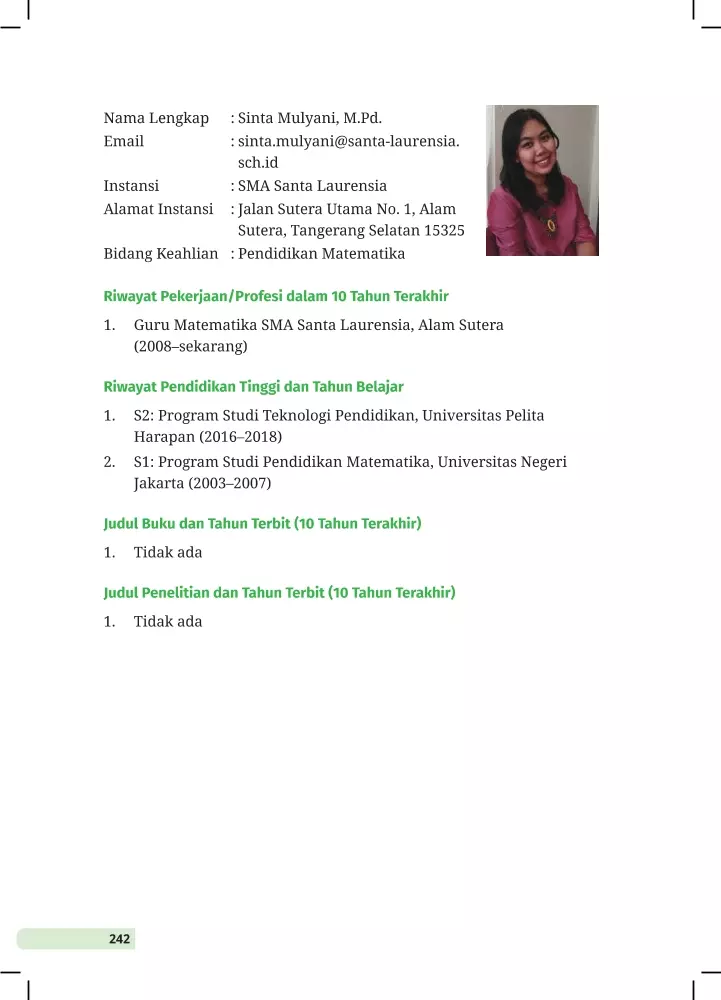 Nama Lengkap : Sinta Mulyani, M.Pd.
Email : sinta.mulyani@santa-laurensia.
sch.id
Instansi : SMA Santa Laurensia
Alamat Instansi : Jalan Sutera Utama No. 1, Alam
Sutera, Tangerang Selatan 15325
Bidang Keahlian : Pendidikan Matematika
Riwayat Pekerjaan/Profesi dalam 10 Tahun Terakhir
1. Guru Matematika SMA Santa Laurensia, Alam Sutera
(2008–sekarang)
Riwayat Pendidikan Tinggi dan Tahun Belajar
1. S2: Program Studi Teknologi Pendidikan, Universitas Pelita
Harapan (2016–2018)
2. S1: Program Studi Pendidikan Matematika, Universitas Negeri
Jakarta (2003–2007)
Judul Buku dan Tahun Terbit (10 Tahun Terakhir)
1. Tidak ada
Judul Penelitian dan Tahun Terbit (10 Tahun Terakhir)
1. Tidak ada
242